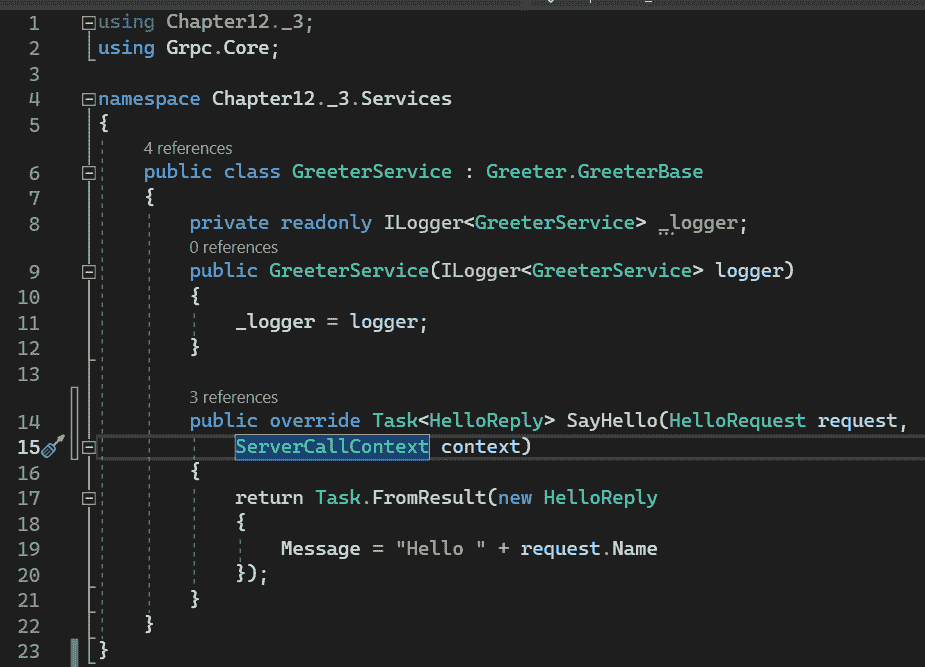 1 using Chapter12._3;
2 using Grpc.Core;
3
4 namespace Chapter12._3.Services
5 {
4 references
6 public class GreeterService : Greeter.GreeterBase
7 {
8 private readonly ILogger<GreeterService> _logger;
0 references
9 public GreeterService(ILogger<GreeterService> logger)
10 {
11 _logger = logger;
12 }
13
3 references
14 public override Task<HelloReply> SayHello(HelloRequest request,
15 ServerCallContext context)
16 {
17 return Task.FromResult(new HelloReply
18 {
19 Message = "Hello " + request.Name
20 });
21 }
22 }
23 }